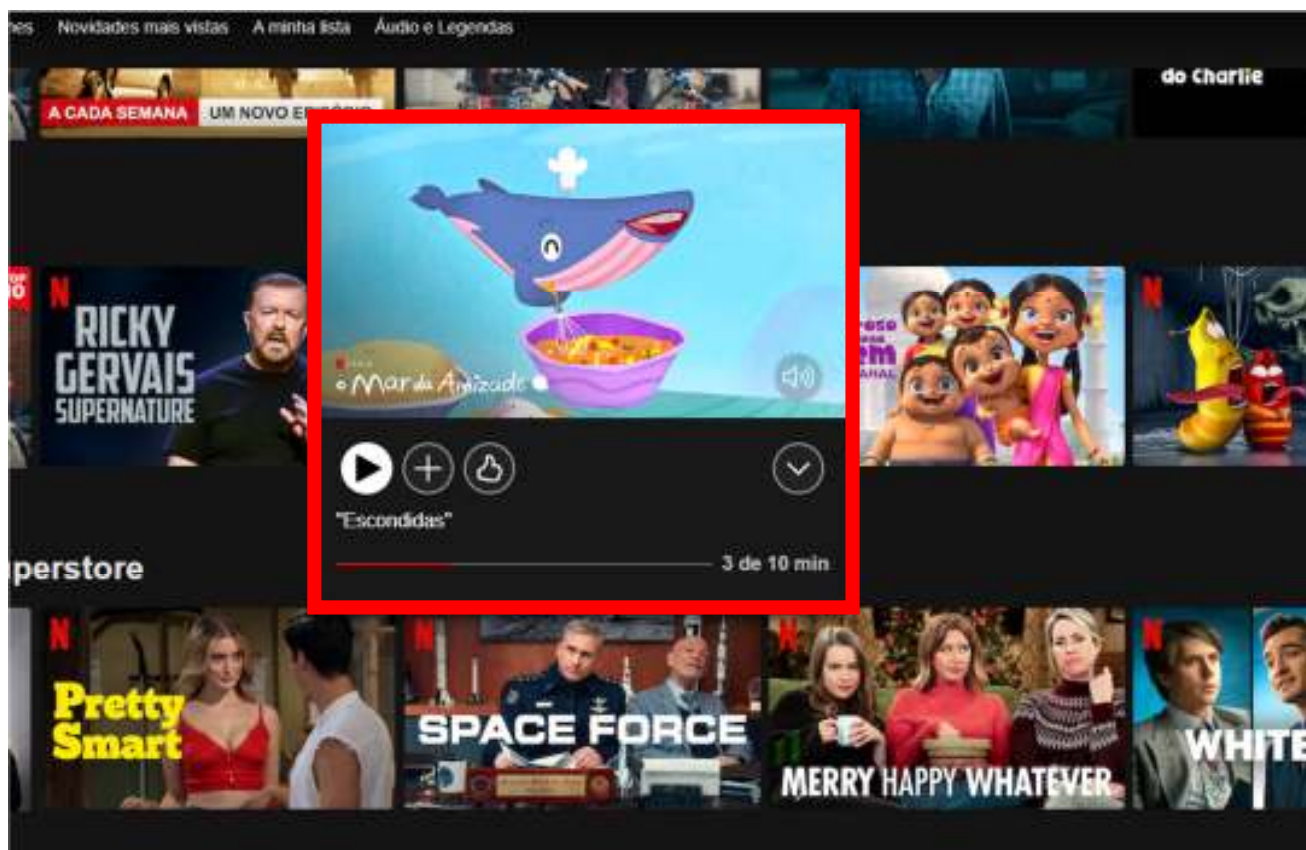 Novidades mais vistas A minha lista Áudio e Legendas
A CADA SEMANA UM NOVO
do Charlie
N
RICKY
GERVAIS
SUPERNATURE
o Mar da Amizade
"Escondidas"
3 de 10 min
perstore
Pretty
Smart
SPACE FORCE
MERRY HAPPY WHATEVER
WHITE